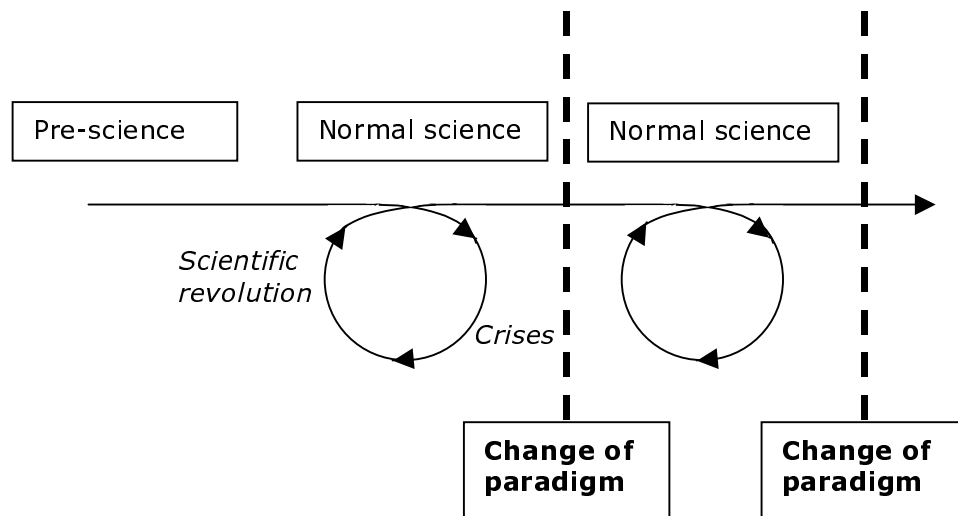 Pre-science
Normal science
Normal science
Scientific
revolution
Crises
Change of
paradigm
Change of
paradigm